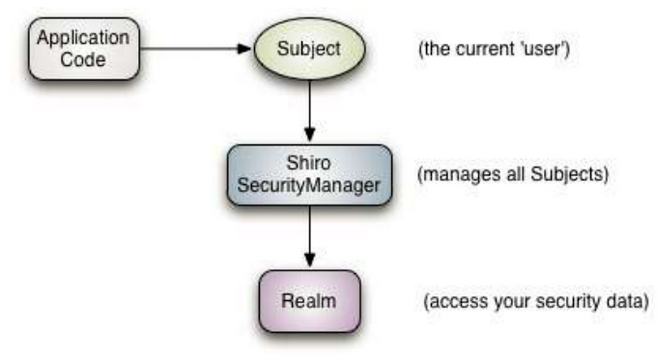 Application
Code
Subject
(the current 'user')
Shiro
SecurityManager
(manages all Subjects)
Realm
(access your security data)